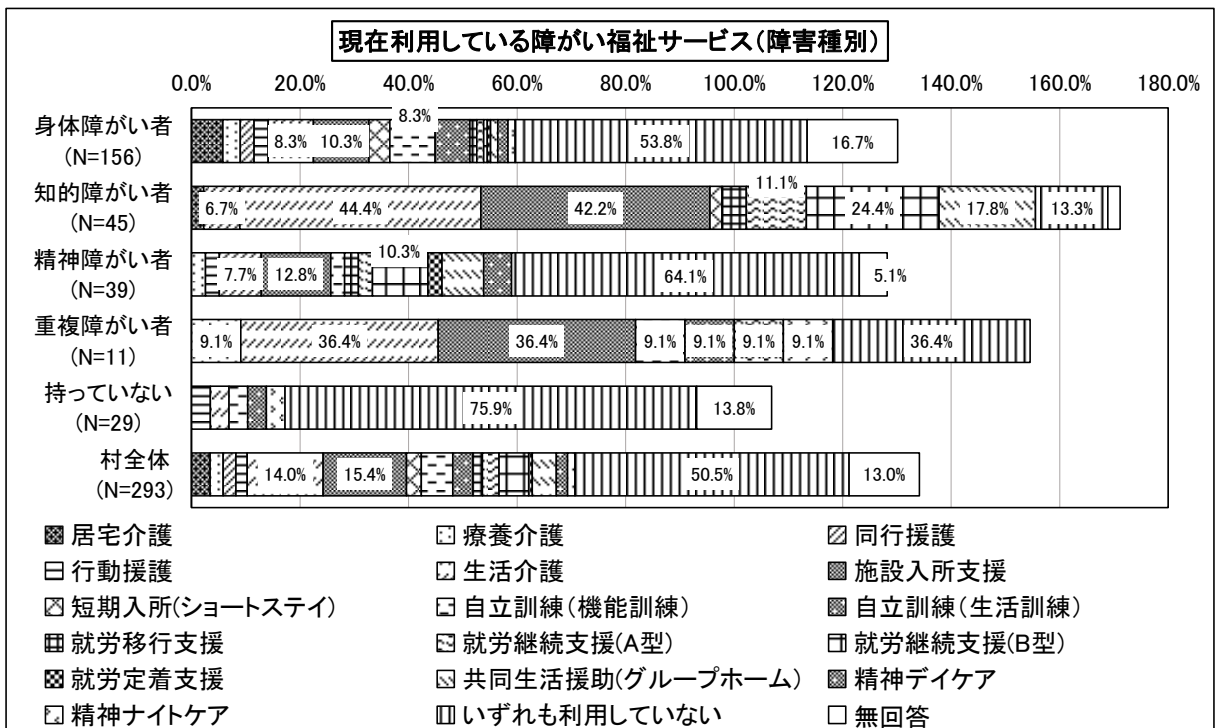 現在利用している障がい福祉サービス（障害種別）
0.0% 20.0% 40.0% 60.0% 80.0% 100.0% 120.0% 140.0% 160.0% 180.0%
8.3%
身体障がい者 8.3% 10.3% 53.8% 16.7%
(N=156)
11.1%
知的障がい者 6.7% 44.4% 42.2% 24.4% 17.8% 13.3%
(N=45)
10.3%
精神障がい者 7.7% 12.8% 64.1% 5.1%
(N=39)
重複障がい者 9.1% 36.4% 36.4% 9.1% 9.1% 9.1% 9.1% 36.4%
(N=11)
持っていない 75.9% 13.8%
(N=29)
村全体 14.0% 15.4% 50.5% 13.0%
(N=293)
居宅介護 療養介護 同行援護
行動援護 生活介護 施設入所支援
短期入所(ショートステイ) 自立訓練（機能訓練） 自立訓練（生活訓練）
就労移行支援 就労継続支援(A型) 就労継続支援(B型)
就労定着支援 共同生活援助(グループホーム) 精神デイケア
精神ナイトケア いずれも利用していない 無回答